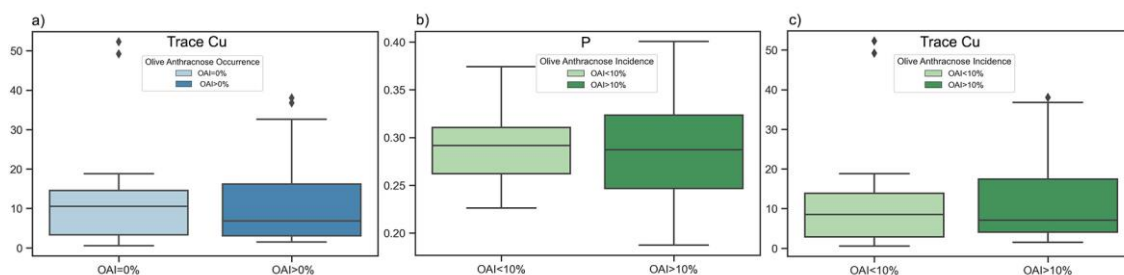 a)
Trace Cu
Olive Anthracnose Occurrence
OAI=0%
OAI>0%
50
40
30
20
10
0
OAI=0%
OAI>0%
b)
P
Olive Anthracnose Incidence
OAI<10%
OAI>10%
0.40
0.35
0.30
0.25
0.20
OAI<10%
OAI>10%
c)
Trace Cu
Olive Anthracnose Incidence
OAI<10%
OAI>10%
50
40
30
20
10
0
OAI<10%
OAI>10%